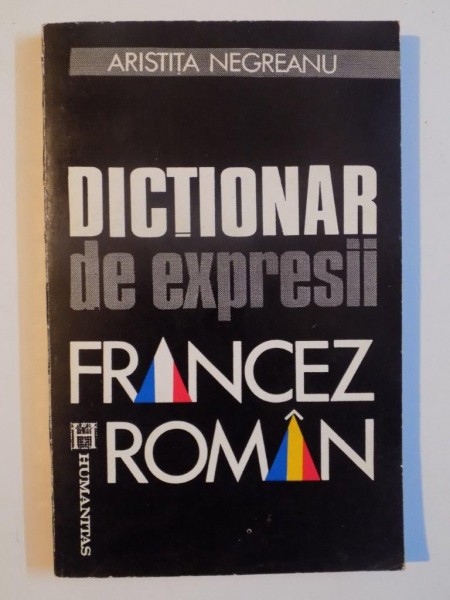 ARISTIȚA NEGREANU
DICȚIONAR
de expresii
FRANCEZ
ROMÂN
HUMANITAS